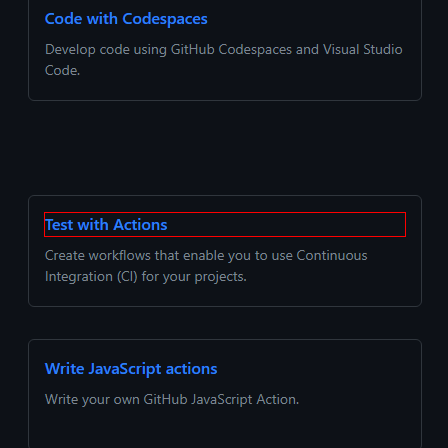 Code with Codespaces
Develop code using GitHub Codespaces and Visual Studio
Code.
Test with Actions
Create workflows that enable you to use Continuous
Integration (CI) for your projects.
Write JavaScript actions
Write your own GitHub JavaScript Action.